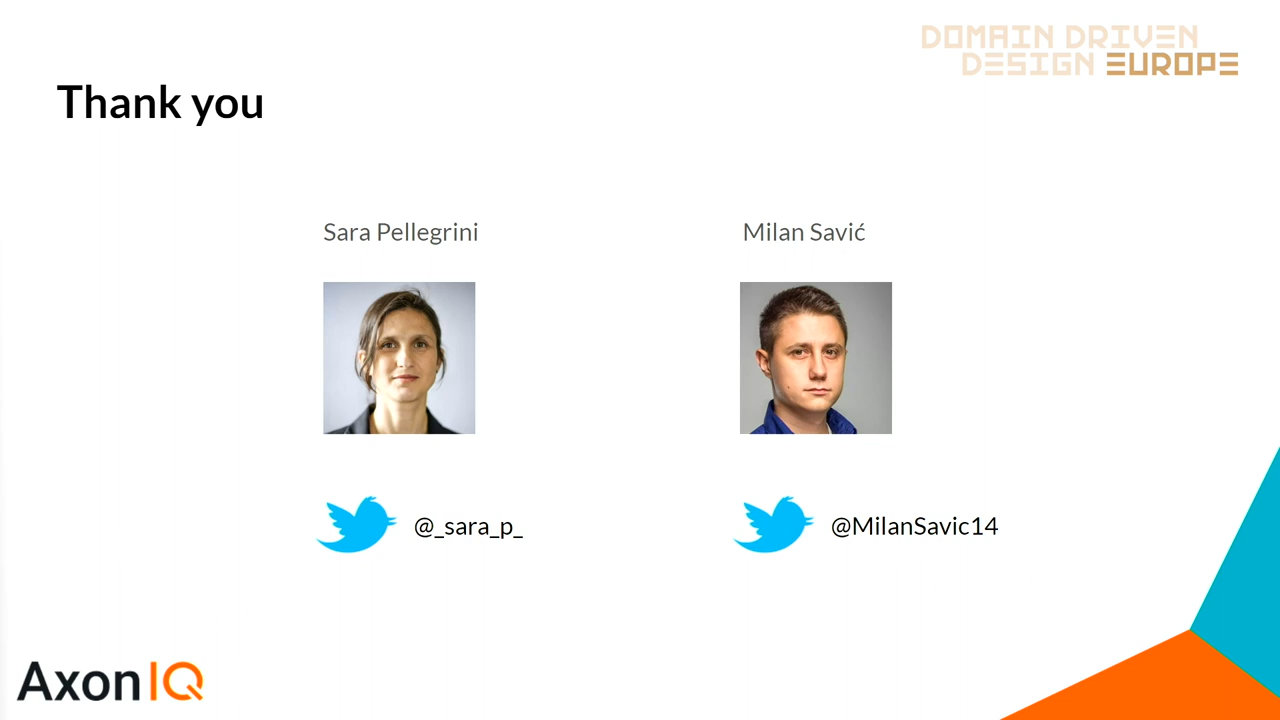 DOMAIN DRIVEN
DESIGN EUROPE
Thank you
Sara Pellegrini
Milan Savić
@_sara_p_
@MilanSavic14
AxonIQ